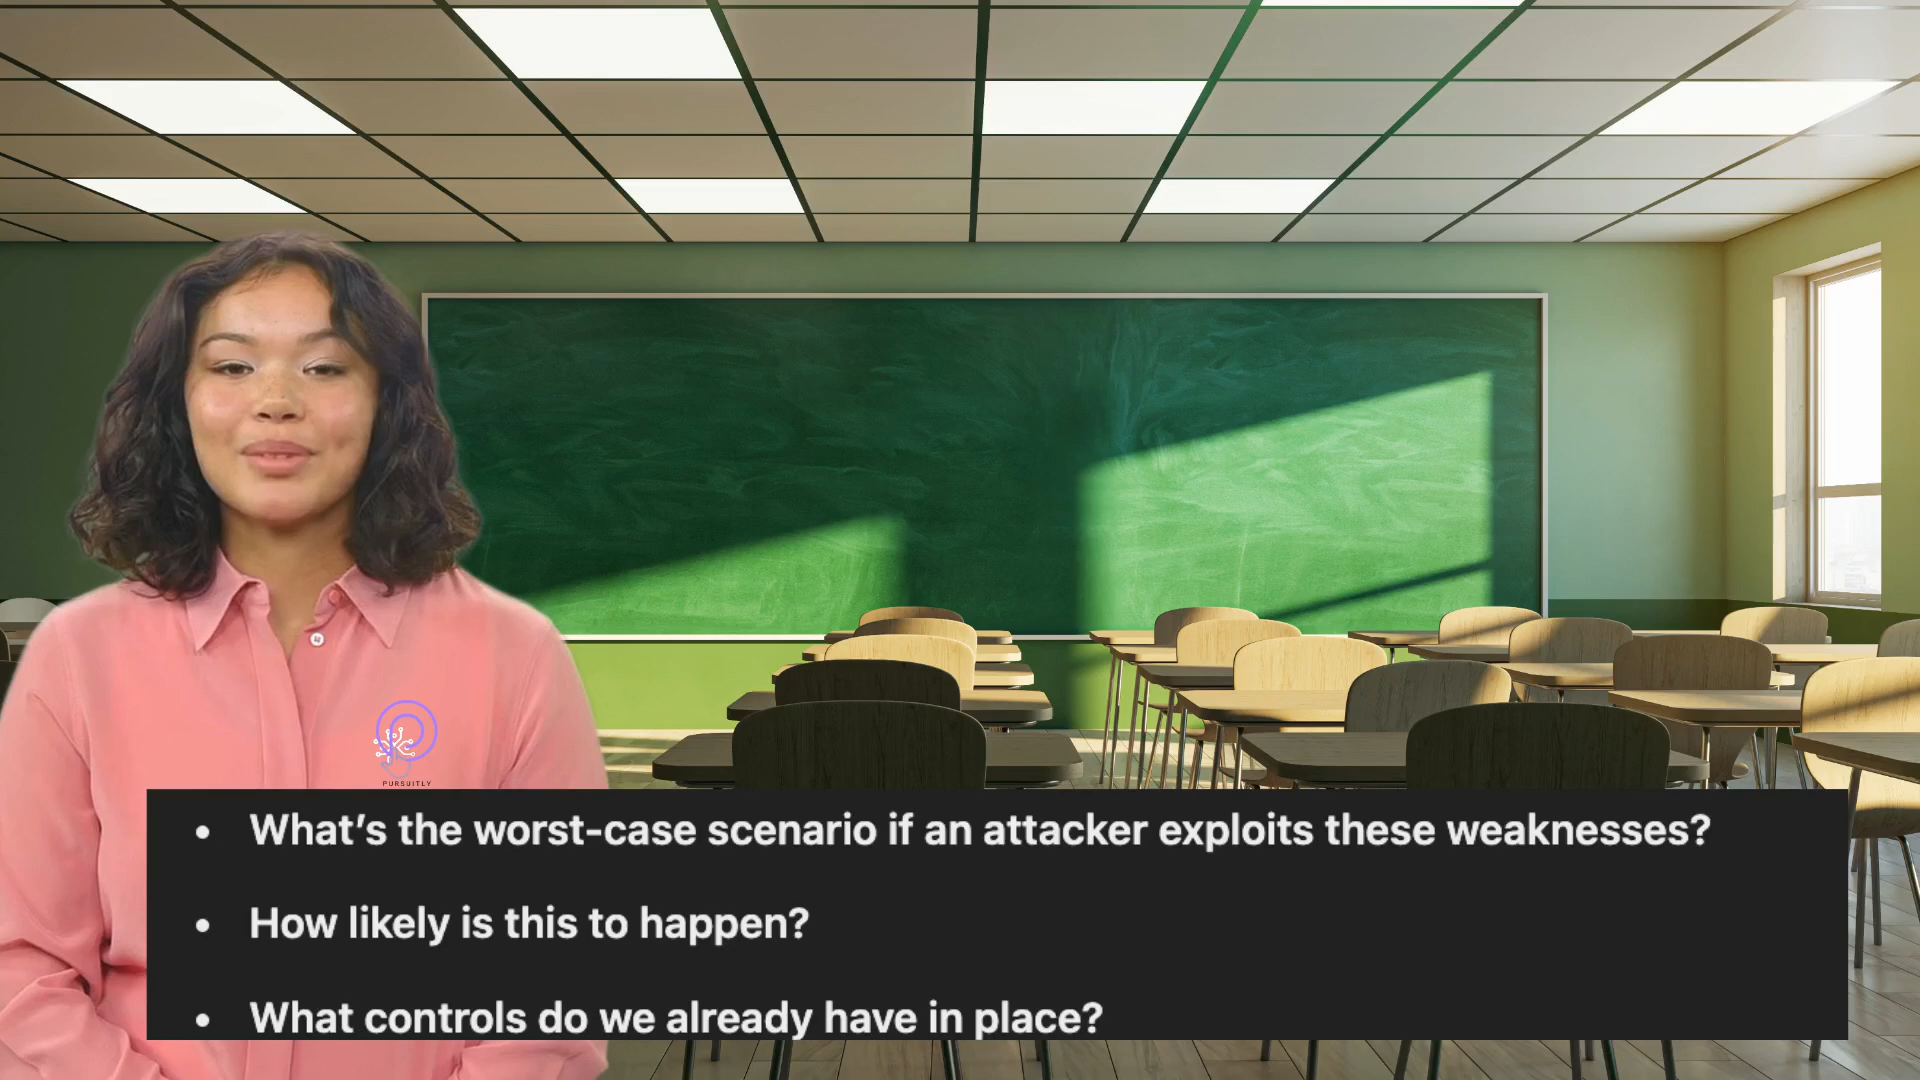 PURSUITLY
• What's the worst-case scenario if an attacker exploits these weaknesses?
• How likely is this to happen?
• What controls do we already have in place?